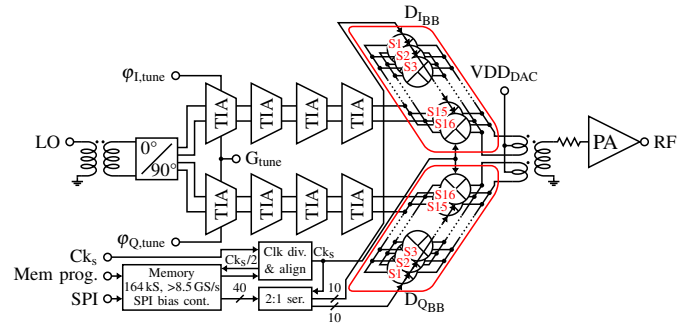 D_IBB
S1
S2
S3
φ_I,tune
VDD_DAC
TIA TIA TIA TIA
S15
S16
LO
0°
90°
G_tune
PA
RF
TIA TIA TIA TIA
S16
S15
φ_Q,tune
S3
S2
S1
Ck_s
Clk div.
& align
Ck_s
Ck_s/2
Mem prog.
Memory
164 kS, >8.5 GS/s
SPI bias cont.
SPI
40
2:1 ser.
10
10
D_QBB